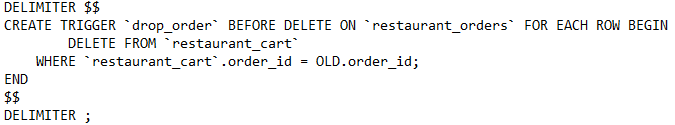 DELIMITER $$
CREATE TRIGGER `drop_order` BEFORE DELETE ON `restaurant_orders` FOR EACH ROW BEGIN
        DELETE FROM `restaurant_cart`
    WHERE `restaurant_cart`.order_id = OLD.order_id;
END
$$
DELIMITER ;